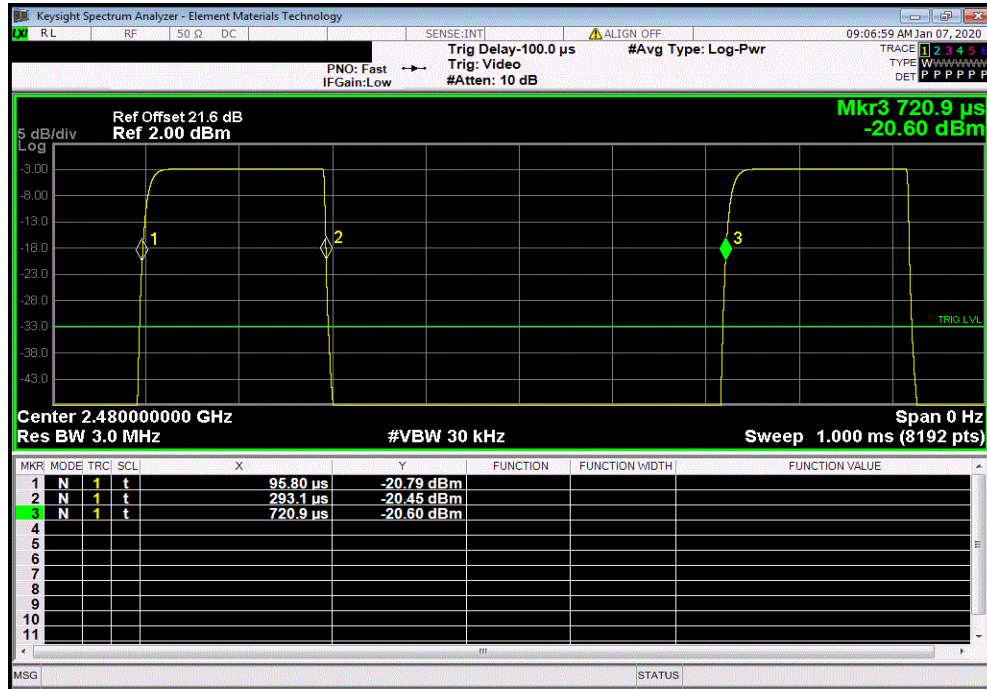 Keysight Spectrum Analyzer - Element Materials Technology
LXI RL RF 50 Ω DC SENSE:INT ALIGN OFF 09:06:59 AM Jan 07, 2020
Trig Delay-100.0 µs #Avg Type: Log-Pwr TRACE 1 2 3 4 5 6
PNO: Fast Trig: Video TYPE WWWWWW
IFGain:Low #Atten: 10 dB DET P P P P P P
Mkr3 720.9 µs
-20.60 dBm
Ref Offset 21.6 dB
5 dB/div Ref 2.00 dBm
Log
-3.00
-8.00
-13.0
1 2 3
-18.0
-23.0
-28.0
-33.0
TRIG LVL
-38.0
-43.0
Center 2.480000000 GHz Span 0 Hz
Res BW 3.0 MHz #VBW 30 kHz Sweep 1.000 ms (8192 pts)
MKR MODE TRC SCL X Y FUNCTION FUNCTION WIDTH FUNCTION VALUE
1 N 1 t 95.80 µs -20.79 dBm
2 N 1 t 293.1 µs -20.45 dBm
3 N 1 t 720.9 µs -20.60 dBm
4
5
6
7
8
9
10
11
MSG STATUS